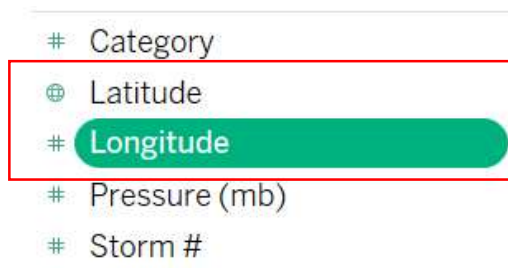 Category
Latitude
Longitude
Pressure (mb)
Storm #